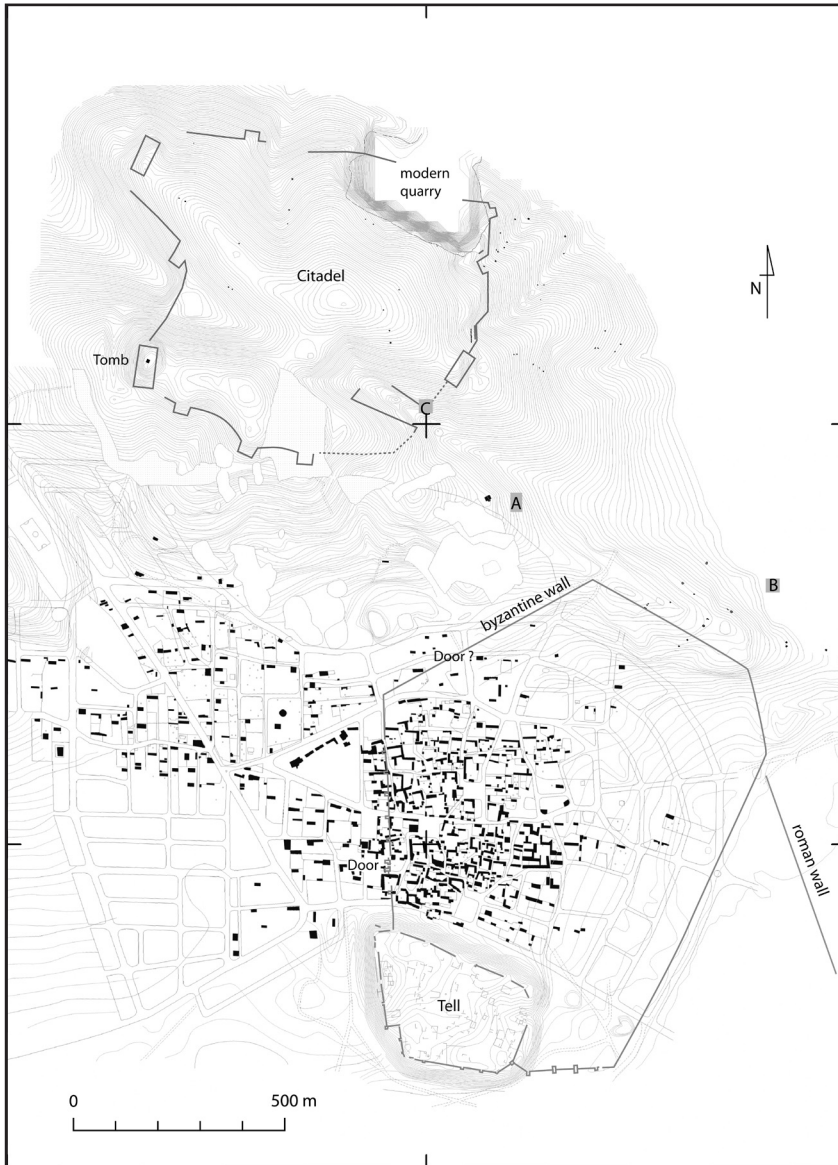 modern
quarry
Citadel
N
Tomb
C
A
B
byzantine wall
Door ?
roman wall
Door
Tell
0
500 m